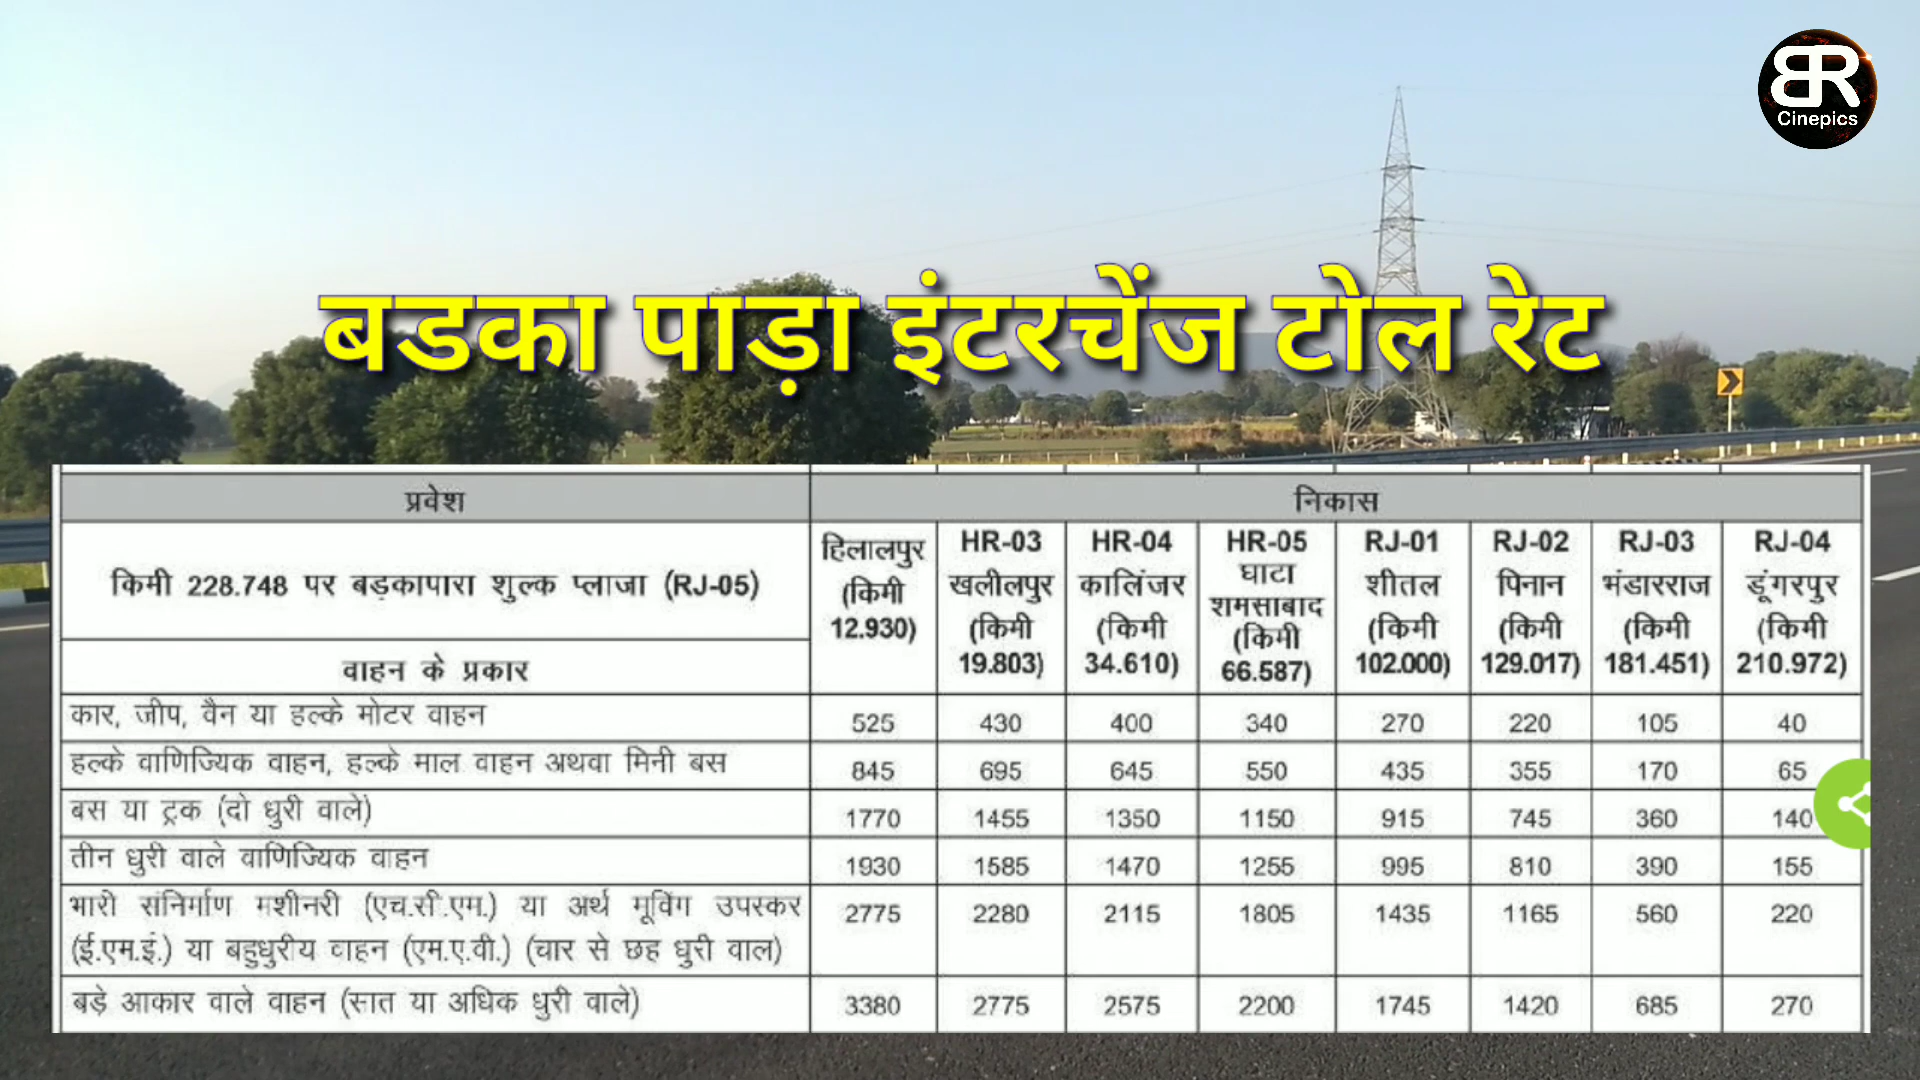 BR
Cinepics
बडका पाड़ा इंटरचेंज टोल रेट
प्रवेश निकास
किमी 228.748 पर बड़कापारा शुल्क प्लाजा (RJ-05)
वाहन के प्रकार
हिलालपुर (किमी 12.930)
HR-03 खलीलपुर (किमी 19.803)
HR-04 कालिंजर (किमी 34.610)
HR-05 घाटा शमसाबाद (किमी 66.587)
RJ-01 शीतल (किमी 102.000)
RJ-02 पिनान (किमी 129.017)
RJ-03 भंडारराज (किमी 181.451)
RJ-04 डूंगरपुर (किमी 210.972)
कार, जीप, वैन या हल्के मोटर वाहन 525 430 400 340 270 220 105 40
हल्के वाणिज्यिक वाहन, हल्के माल वाहन अथवा मिनी बस 845 695 645 550 435 355 170 65
बस या ट्रक (दो धुरी वाले) 1770 1455 1350 1150 915 745 360 140
तीन धुरी वाले वाणिज्यिक वाहन 1930 1585 1470 1255 995 810 390 155
भारी संनिर्माण मशीनरी (एच.सी.एम.) या अर्थ मूविंग उपस्कर 2775 2280 2115 1805 1435 1165 560 220
(ई.एम.ई.) या बहुधुरीय वाहन (एम.ए.वी.) (चार से छह धुरी वाल)
बड़े आकार वाले वाहन (सात या अधिक धुरी वाले) 3380 2775 2575 2200 1745 1420 685 270